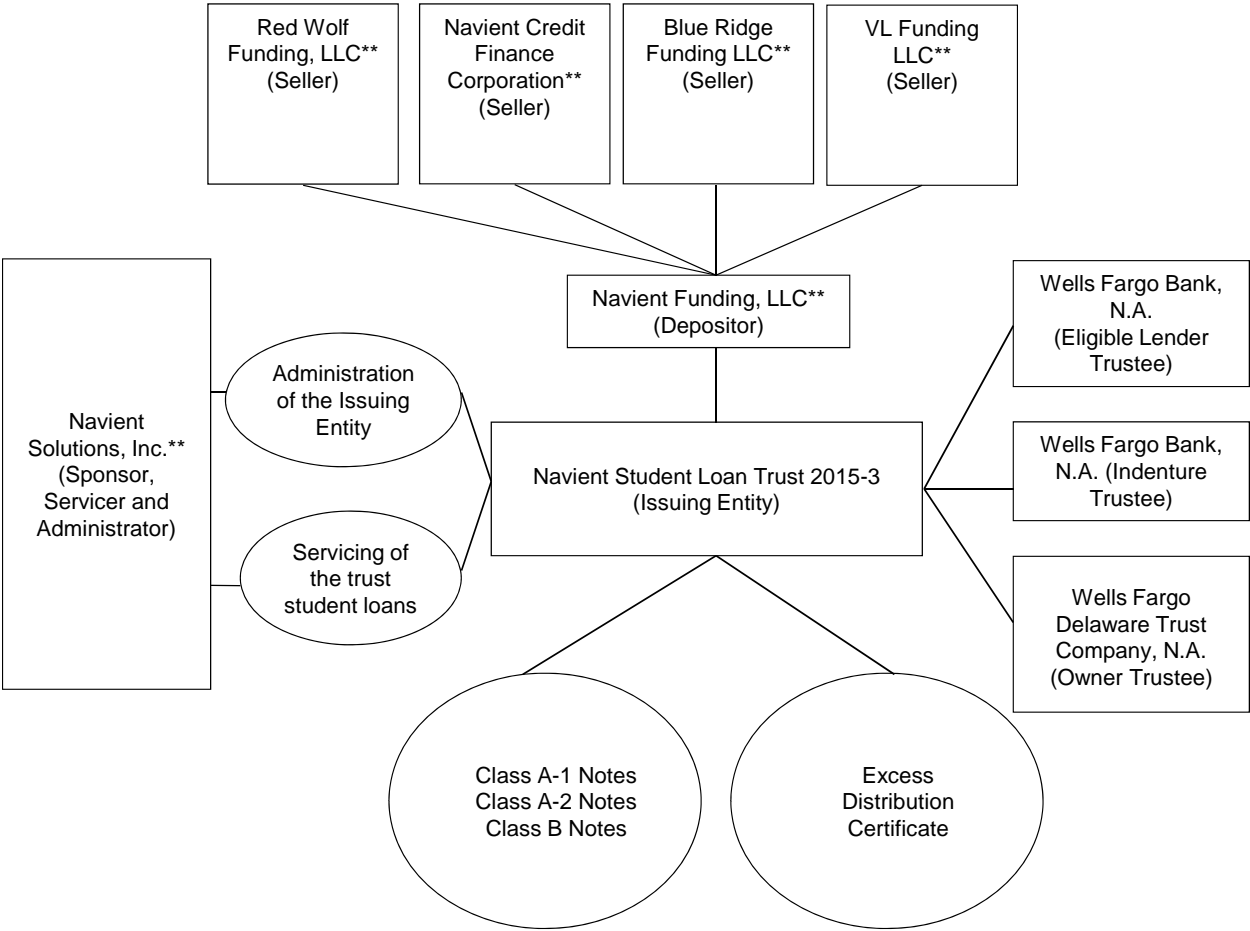 Red Wolf
Funding, LLC**
(Seller)
Navient Credit
Finance
Corporation**
(Seller)
Blue Ridge
Funding LLC**
(Seller)
VL Funding
LLC**
(Seller)
Navient Funding, LLC**
(Depositor)
Navient
Solutions, Inc.**
(Sponsor,
Servicer and
Administrator)
Administration
of the Issuing
Entity
Servicing of
the trust
student loans
Navient Student Loan Trust 2015-3
(Issuing Entity)
Wells Fargo Bank,
N.A.
(Eligible Lender
Trustee)
Wells Fargo Bank,
N.A. (Indenture
Trustee)
Wells Fargo
Delaware Trust
Company, N.A.
(Owner Trustee)
Class A-1 Notes
Class A-2 Notes
Class B Notes
Excess
Distribution
Certificate